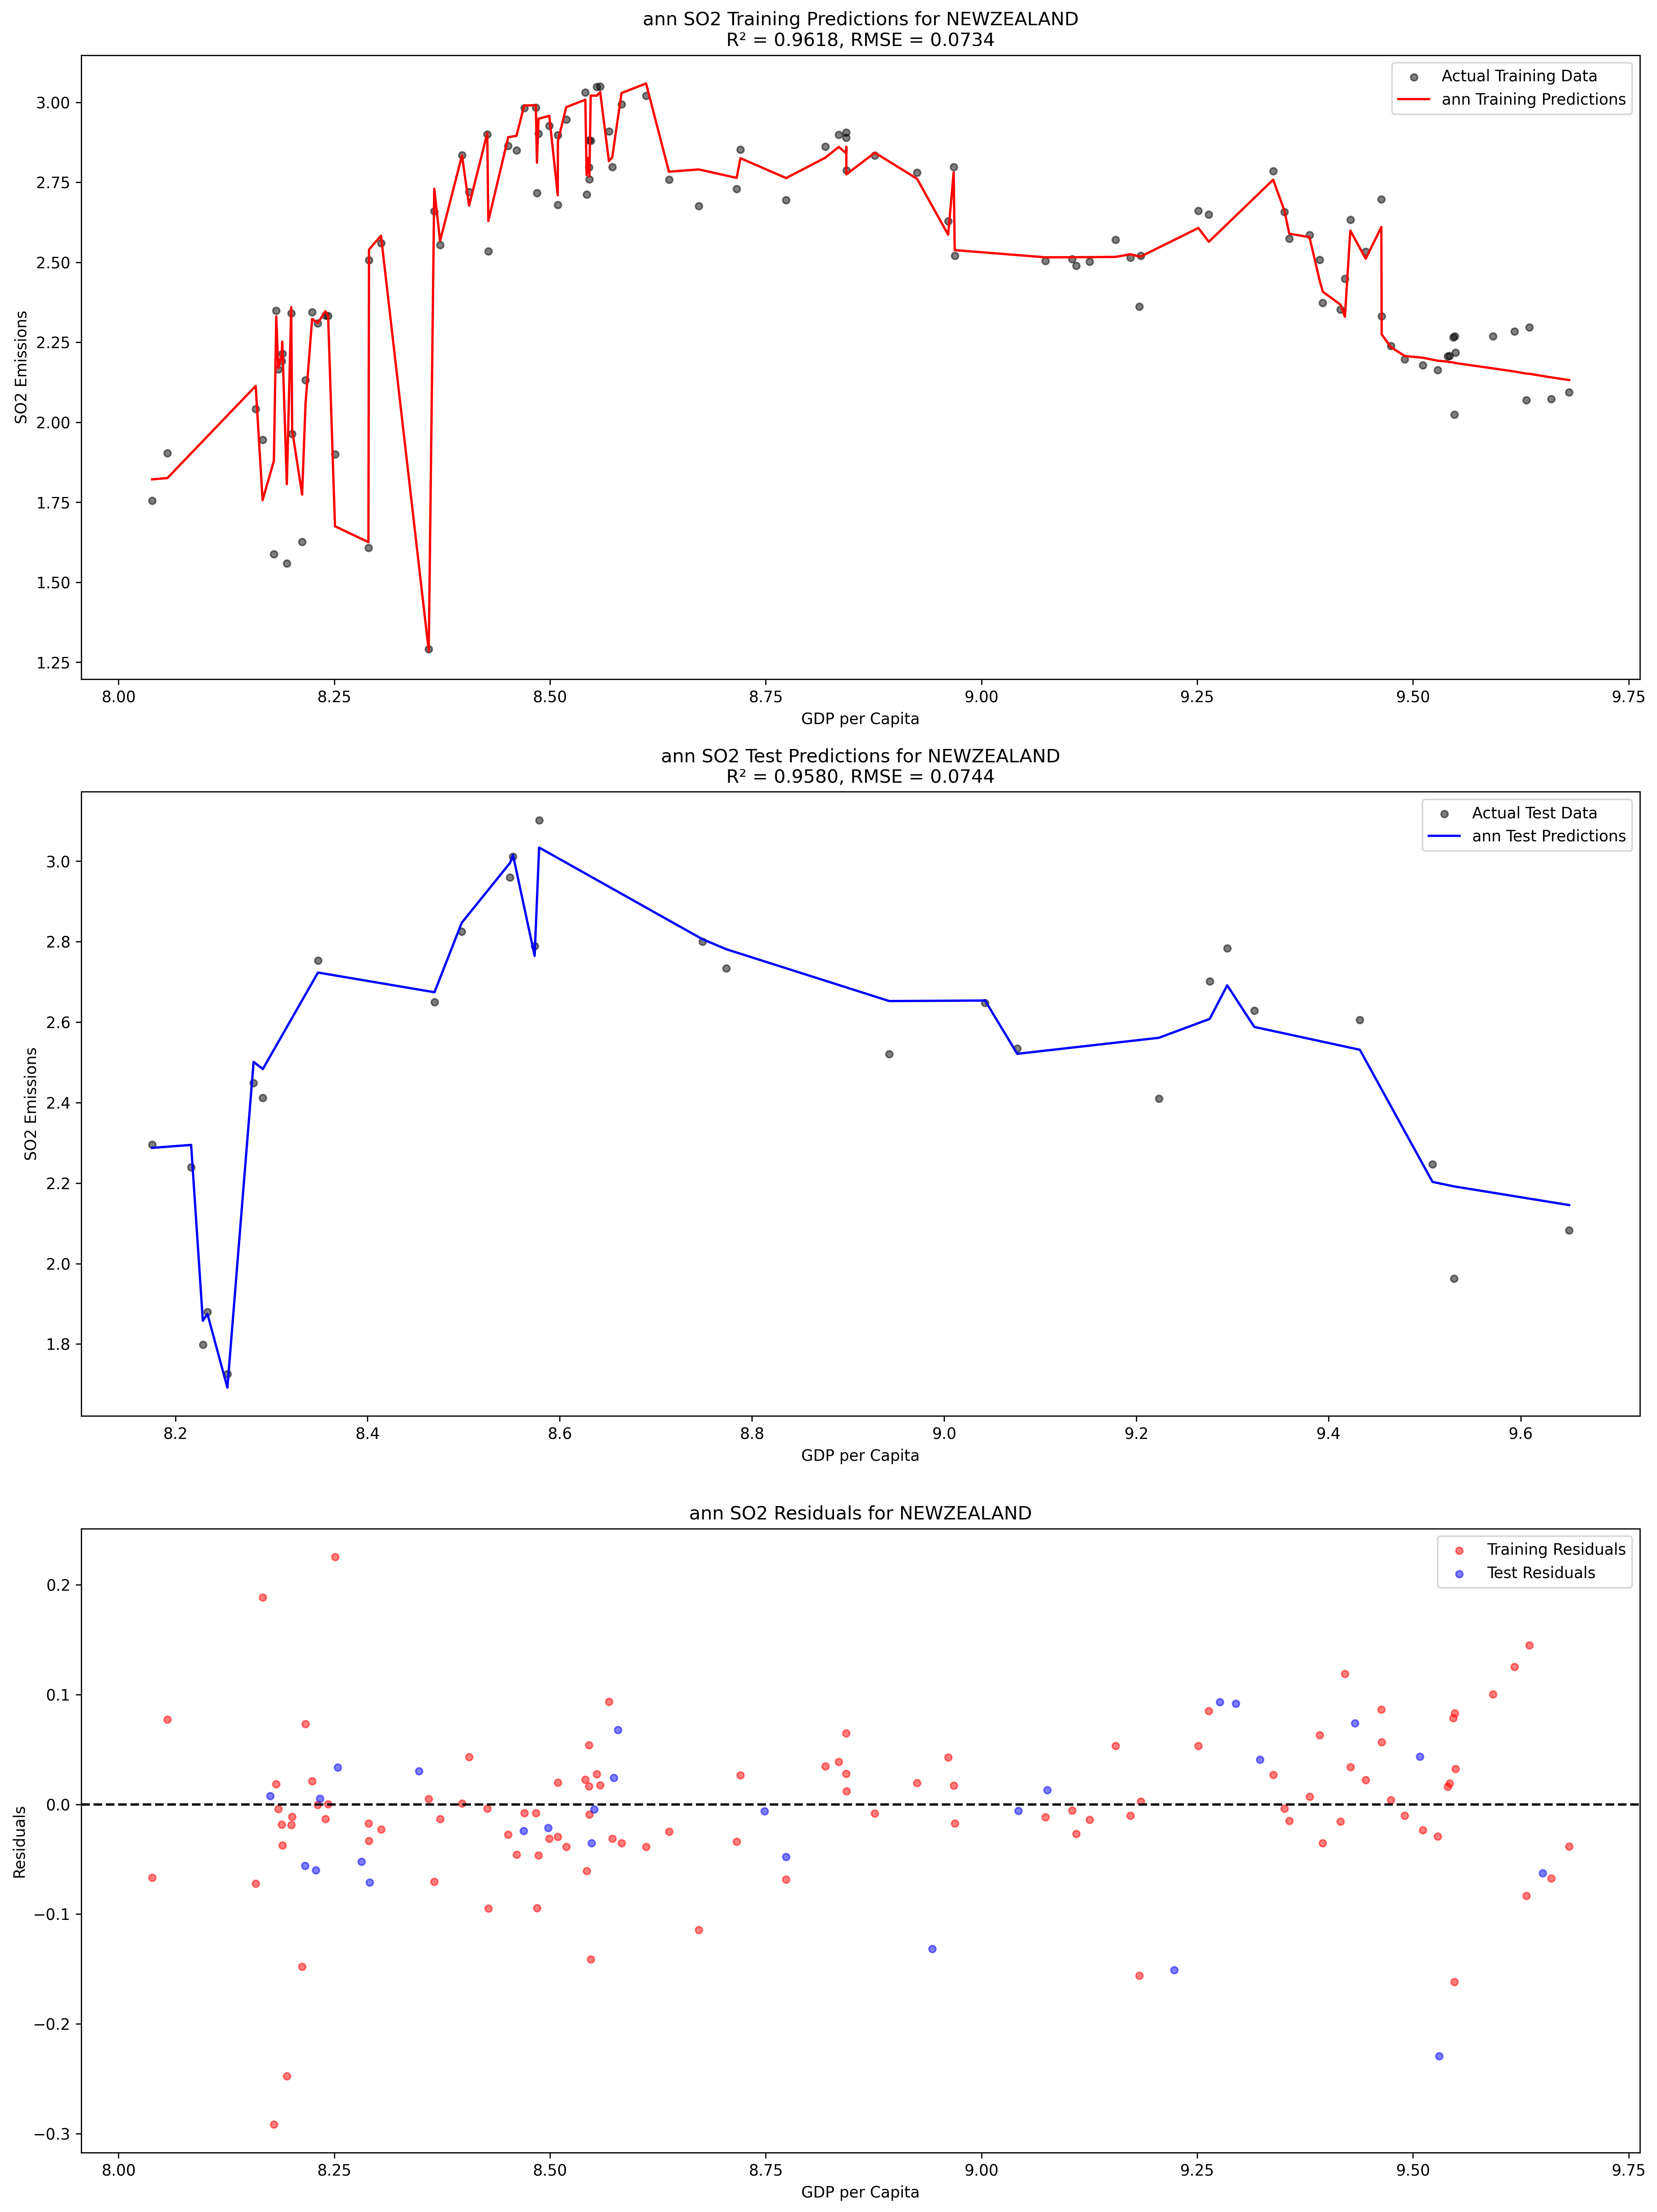 ann SO2 Training Predictions for NEWZEALAND
R² = 0.9618, RMSE = 0.0734
Actual Training Data
ann Training Predictions
SO2 Emissions
3.00
2.75
2.50
2.25
2.00
1.75
1.50
1.25
8.00 8.25 8.50 8.75 9.00 9.25 9.50 9.75
GDP per Capita
ann SO2 Test Predictions for NEWZEALAND
R² = 0.9580, RMSE = 0.0744
Actual Test Data
ann Test Predictions
SO2 Emissions
3.0
2.8
2.6
2.4
2.2
2.0
1.8
8.2 8.4 8.6 8.8 9.0 9.2 9.4 9.6
GDP per Capita
ann SO2 Residuals for NEWZEALAND
Training Residuals
Test Residuals
Residuals
0.2
0.1
0.0
−0.1
−0.2
−0.3
8.00 8.25 8.50 8.75 9.00 9.25 9.50 9.75
GDP per Capita